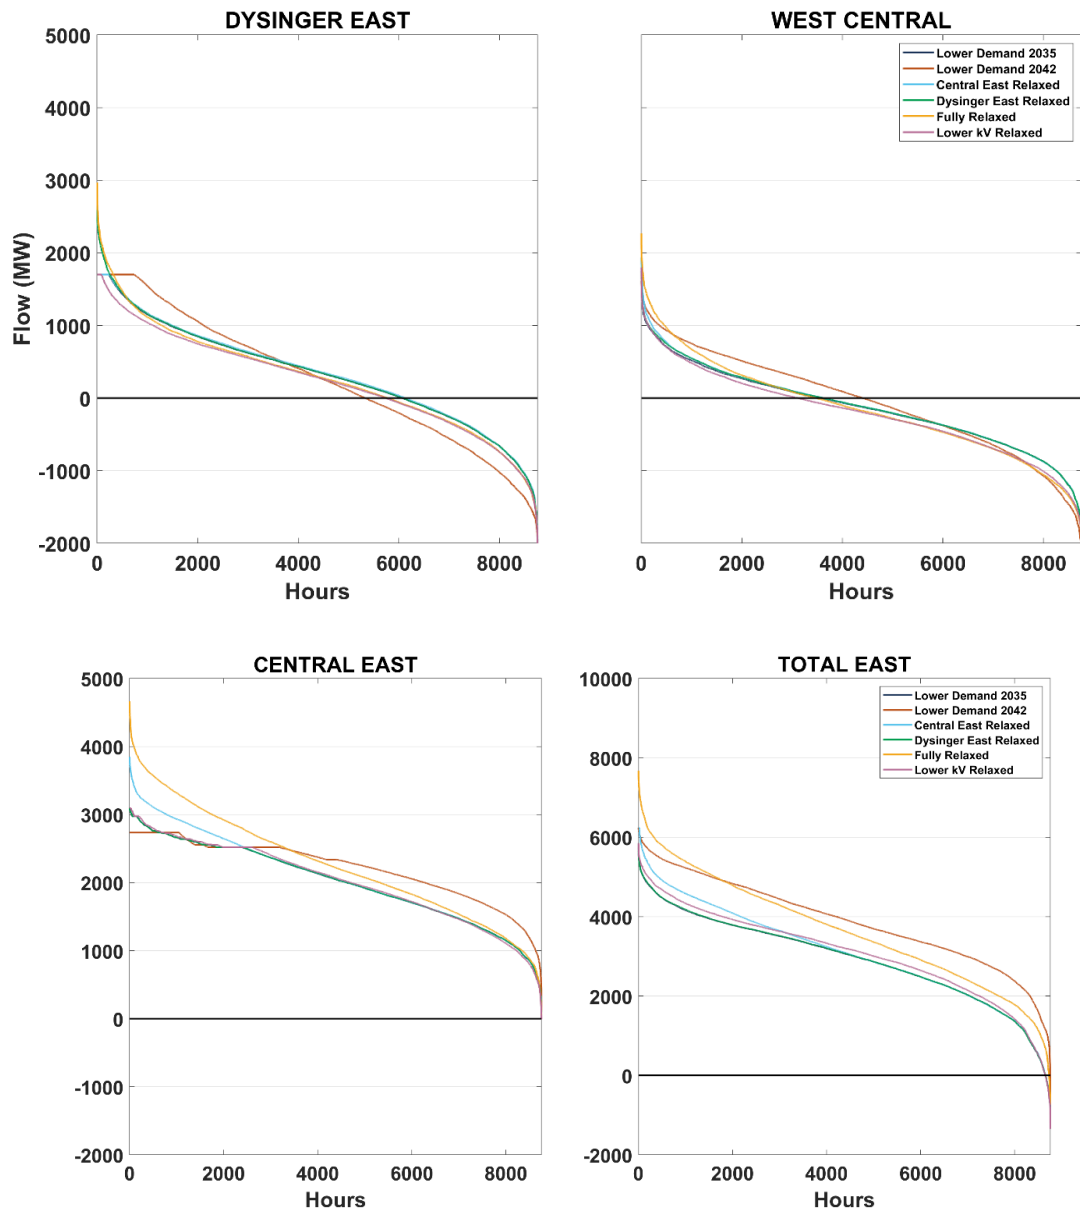 DYSINGER EAST
5000
4000
3000
2000
1000
0
-1000
-2000
Flow (MW)
0 2000 4000 6000 8000
Hours
WEST CENTRAL
Lower Demand 2035
Lower Demand 2042
Central East Relaxed
Dysinger East Relaxed
Fully Relaxed
Lower kV Relaxed
0 2000 4000 6000 8000
Hours
CENTRAL EAST
5000
4000
3000
2000
1000
0
-1000
-2000
0 2000 4000 6000 8000
Hours
TOTAL EAST
10000
8000
6000
4000
2000
0
-2000
Lower Demand 2035
Lower Demand 2042
Central East Relaxed
Dysinger East Relaxed
Fully Relaxed
Lower kV Relaxed
0 2000 4000 6000 8000
Hours